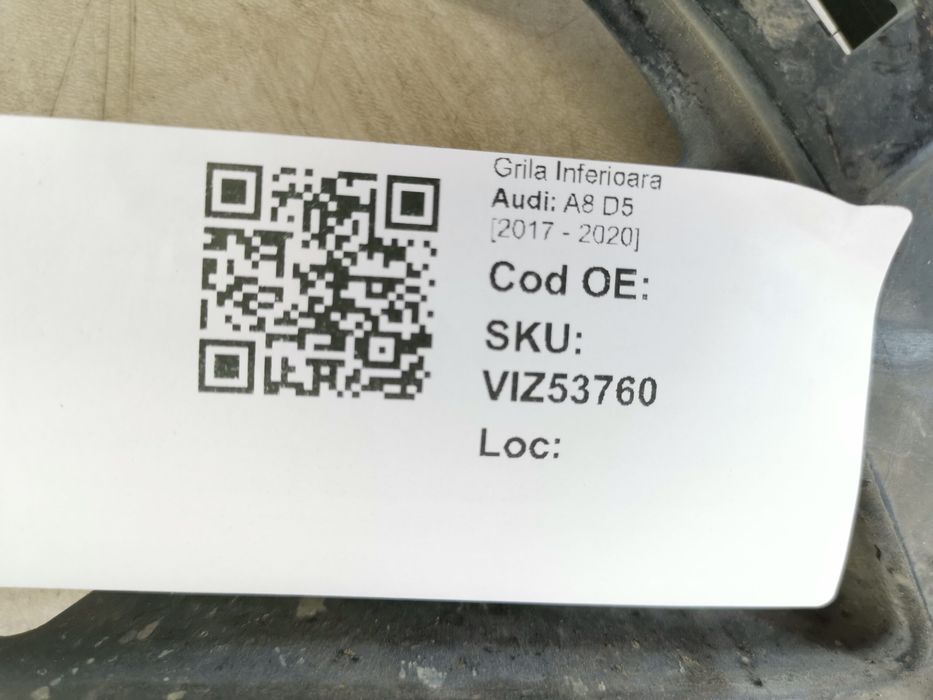 Grila Inferioara
Audi: A8 D5
[2017 - 2020]
Cod OE:
SKU:
VIZ53760
Loc: